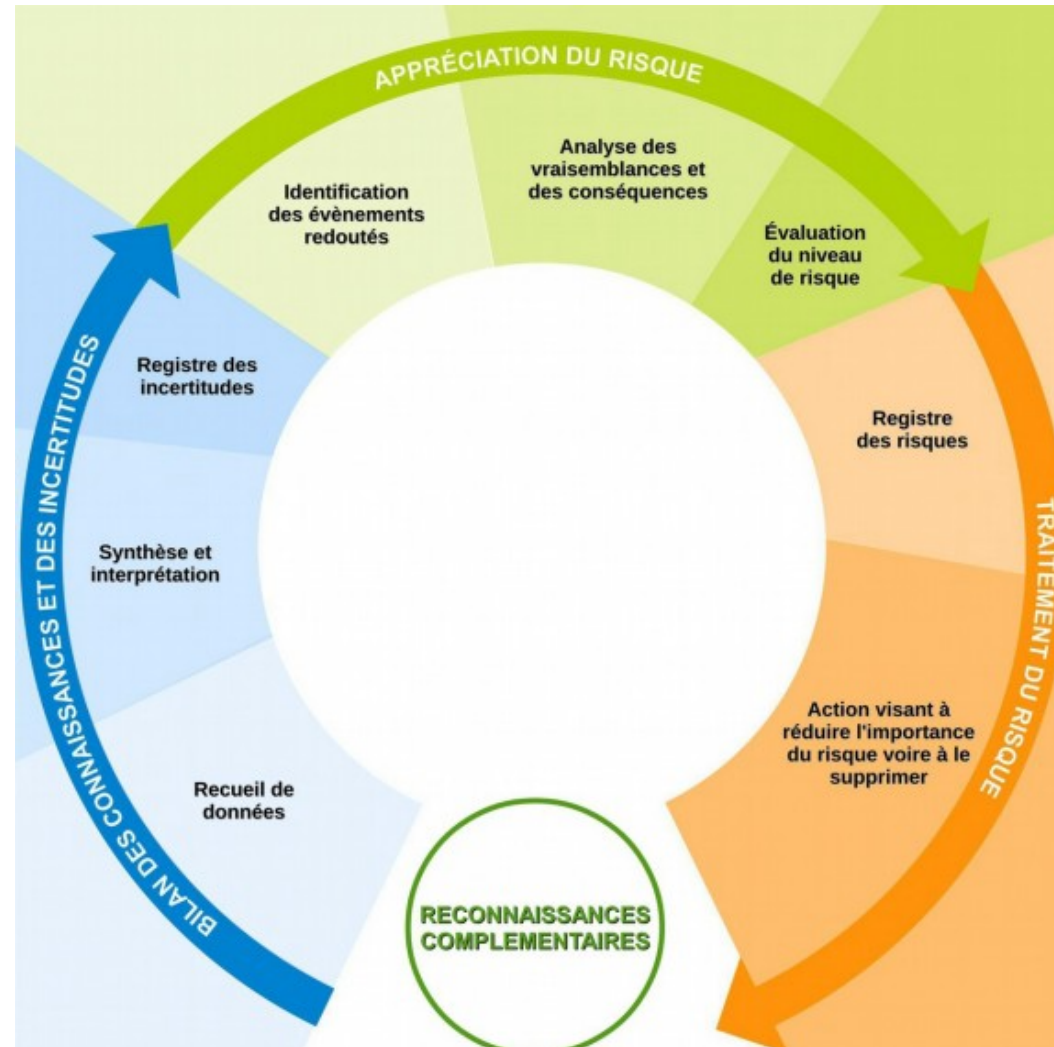 APPRÉCIATION DU RISQUE
Identification
des évènements
redoutés
Analyse des
vraisemblances et
des conséquences
Évaluation
du niveau
de risque
BILAN DES CONNAISSANCES ET DES INCERTITUDES
Registre des
incertitudes
Synthèse et
interprétation
Recueil de
données
TRAITEMENT DU RISQUE
Registre
des risques
Action visant à
réduire l'importance
du risque voire à le
supprimer
RECONNAISSANCES
COMPLEMENTAIRES